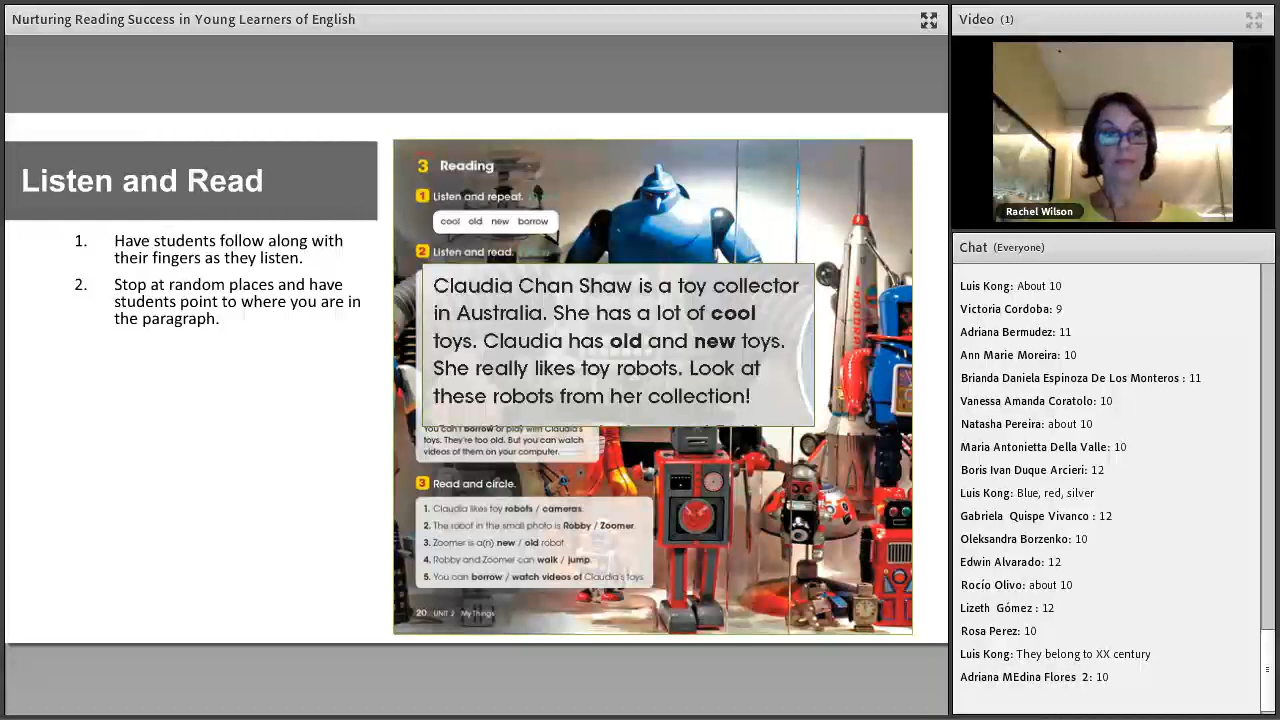 Nurturing Reading Success in Young Learners of English
Listen and Read
1. Have students follow along with
their fingers as they listen.
2. Stop at random places and have
students point to where you are in
the paragraph.
3 Reading
1 Listen and repeat.
cool old new borrow
2 Listen and read.
Claudia Chan Shaw is a toy collector
in Australia. She has a lot of cool
toys. Claudia has old and new toys.
She really likes toy robots. Look at
these robots from her collection!
You can't borrow or play with Claudia's
toys. They're too old. But you can watch
videos of them on your computer.
3 Read and circle.
1. Claudia likes toy robots / cameras.
2. The robot in the small photo is Robby / Zoomer.
3. Zoomer is a(n) new / old robot.
4. Robby and Zoomer can walk / jump.
5. You can borrow / watch videos of Claudia's toys.
20 UNIT 2 My Things
Video (1)
Rachel Wilson
Chat (Everyone)
Luis Kong: About 10
Victoria Cordoba: 9
Adriana Bermudez: 11
Ann Marie Moreira: 10
Brianda Daniela Espinoza De Los Monteros : 11
Vanessa Amanda Coratolo: 10
Natasha Pereira: about 10
Maria Antonietta Della Valle: 10
Boris Ivan Duque Arcieri: 12
Luis Kong: Blue, red, silver
Gabriela Quispe Vivanco : 12
Oleksandra Borzenko: 10
Edwin Alvarado: 12
Rocío Olivo: about 10
Lizeth Gómez : 12
Rosa Perez: 10
Luis Kong: They belong to XX century
Adriana MEdina Flores 2: 10